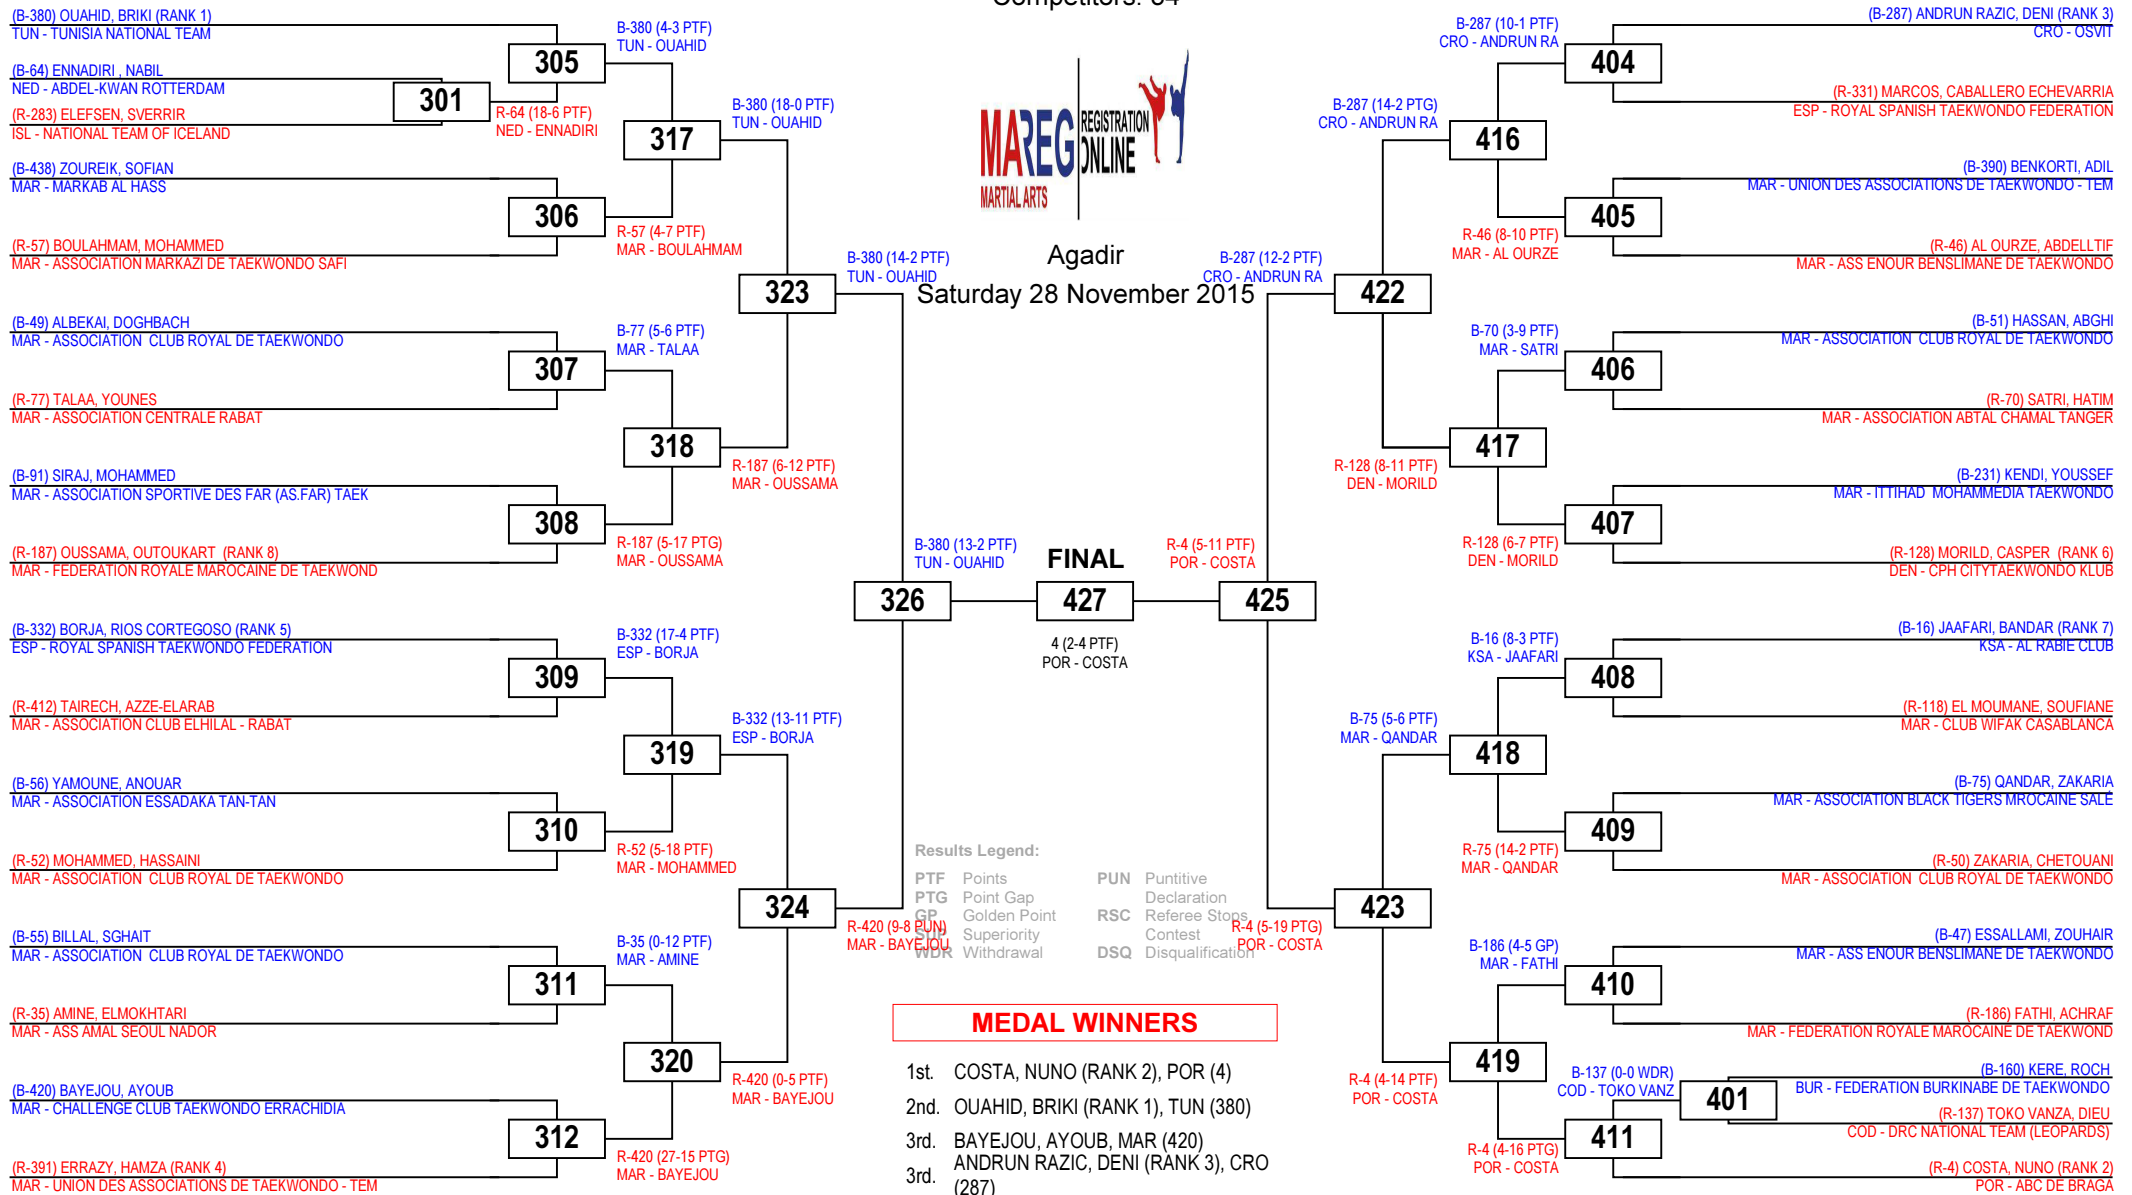 Competitors: 34
(B-380) OUAHID, BRIKI (RANK 1)
TUN - TUNISIA NATIONAL TEAM
(B-64) ENNADIRI , NABIL
NED - ABDEL-KWAN ROTTERDAM
(R-283) ELEFSEN, SVERRIR
ISL - NATIONAL TEAM OF ICELAND
(B-438) ZOUREIK, SOFIAN
MAR - MARKAB AL HASS
(R-57) BOULAHMAM, MOHAMMED
MAR - ASSOCIATION MARKAZI DE TAEKWONDO SAFI
(B-49) ALBEKAI, DOGHBACH
MAR - ASSOCIATION  CLUB ROYAL DE TAEKWONDO
(R-77) TALAA, YOUNES
MAR - ASSOCIATION CENTRALE RABAT
(B-91) SIRAJ, MOHAMMED
MAR - ASSOCIATION SPORTIVE DES FAR (AS.FAR) TAEK
(R-187) OUSSAMA, OUTOUKART  (RANK 8)
MAR - FEDERATION ROYALE MAROCAINE DE TAEKWOND
(B-332) BORJA, RIOS CORTEGOSO (RANK 5)
ESP - ROYAL SPANISH TAEKWONDO FEDERATION
(R-412) TAIRECH, AZZE-ELARAB
MAR - ASSOCIATION CLUB ELHILAL - RABAT
(B-56) YAMOUNE, ANOUAR
MAR - ASSOCIATION ESSADAKA TAN-TAN
(R-52) MOHAMMED, HASSAINI
MAR - ASSOCIATION  CLUB ROYAL DE TAEKWONDO
(B-55) BILLAL, SGHAIT
MAR - ASSOCIATION  CLUB ROYAL DE TAEKWONDO
(R-35) AMINE, ELMOKHTARI
MAR - ASS AMAL SEOUL NADOR
(B-420) BAYEJOU, AYOUB
MAR - CHALLENGE CLUB TAEKWONDO ERRACHIDIA
(R-391) ERRAZY, HAMZA (RANK 4)
MAR - UNION DES ASSOCIATIONS DE TAEKWONDO - TEM
301
R-64 (18-6 PTF)
NED - ENNADIRI
305
306
307
308
309
310
311
312
B-380 (4-3 PTF)
TUN - OUAHID
R-57 (4-7 PTF)
MAR - BOULAHMAM
B-77 (5-6 PTF)
MAR - TALAA
R-187 (5-17 PTG)
MAR - OUSSAMA
B-332 (17-4 PTF)
ESP - BORJA
R-52 (5-18 PTF)
MAR - MOHAMMED
B-35 (0-12 PTF)
MAR - AMINE
R-420 (27-15 PTG)
MAR - BAYEJOU
317
318
319
320
B-380 (18-0 PTF)
TUN - OUAHID
R-187 (6-12 PTF)
MAR - OUSSAMA
B-332 (13-11 PTF)
ESP - BORJA
R-420 (0-5 PTF)
MAR - BAYEJOU
323
324
B-380 (14-2 PTF)
TUN - OUAHID
R-420 (9-8 PUN)
MAR - BAYEJOU
326
B-380 (13-2 PTF)
TUN - OUAHID
MAREG
REGISTRATION
ONLINE
MARTIAL ARTS
Agadir
Saturday 28 November 2015
FINAL
427
4 (2-4 PTF)
POR - COSTA
R-4 (5-11 PTF)
POR - COSTA
425
B-287 (12-2 PTF)
CRO - ANDRUN RA
R-4 (5-19 PTG)
POR - COSTA
422
423
B-287 (14-2 PTG)
CRO - ANDRUN RA
R-128 (8-11 PTF)
DEN - MORILD
B-75 (5-6 PTF)
MAR - QANDAR
R-4 (4-14 PTF)
POR - COSTA
416
417
418
419
B-287 (10-1 PTF)
CRO - ANDRUN RA
R-46 (8-10 PTF)
MAR - AL OURZE
B-70 (3-9 PTF)
MAR - SATRI
R-128 (6-7 PTF)
DEN - MORILD
B-16 (8-3 PTF)
KSA - JAAFARI
R-75 (14-2 PTF)
MAR - QANDAR
B-186 (4-5 GP)
MAR - FATHI
R-4 (4-16 PTG)
POR - COSTA
404
405
406
407
408
409
410
411
B-137 (0-0 WDR)
COD - TOKO VANZ
401
(B-287) ANDRUN RAZIC, DENI (RANK 3)
CRO - OSVIT
(R-331) MARCOS, CABALLERO ECHEVARRIA
ESP - ROYAL SPANISH TAEKWONDO FEDERATION
(B-390) BENKORTI, ADIL
MAR - UNION DES ASSOCIATIONS DE TAEKWONDO - TEM
(R-46) AL OURZE, ABDELLTIF
MAR - ASS ENOUR BENSLIMANE DE TAEKWONDO
(B-51) HASSAN, ABGHI
MAR - ASSOCIATION  CLUB ROYAL DE TAEKWONDO
(R-70) SATRI, HATIM
MAR - ASSOCIATION ABTAL CHAMAL TANGER
(B-231) KENDI, YOUSSEF
MAR - ITTIHAD  MOHAMMEDIA TAEKWONDO
(R-128) MORILD, CASPER  (RANK 6)
DEN - CPH CITYTAEKWONDO KLUB
(B-16) JAAFARI, BANDAR (RANK 7)
KSA - AL RABIE CLUB
(R-118) EL MOUMANE, SOUFIANE
MAR - CLUB WIFAK CASABLANCA
(B-75) QANDAR, ZAKARIA
MAR - ASSOCIATION BLACK TIGERS MROCAINE SALE
(R-50) ZAKARIA, CHETOUANI
MAR - ASSOCIATION  CLUB ROYAL DE TAEKWONDO
(B-47) ESSALLAMI, ZOUHAIR
MAR - ASS ENOUR BENSLIMANE DE TAEKWONDO
(R-186) FATHI, ACHRAF
MAR - FEDERATION ROYALE MAROCAINE DE TAEKWOND
(B-160) KERE, ROCH
BUR - FEDERATION BURKINABE DE TAEKWONDO
(R-137) TOKO VANZA, DIEU
COD - DRC NATIONAL TEAM (LEOPARDS)
(R-4) COSTA, NUNO (RANK 2)
POR - ABC DE BRAGA
Results Legend:
PTF Points
PTG Point Gap
GP Golden Point
SUP Superiority
WDR Withdrawal
PUN Puntitive
Declaration
RSC Referee Stops
Contest
DSQ Disqualification
MEDAL WINNERS
1st. COSTA, NUNO (RANK 2), POR (4)
2nd. OUAHID, BRIKI (RANK 1), TUN (380)
3rd. BAYEJOU, AYOUB, MAR (420)
3rd. ANDRUN RAZIC, DENI (RANK 3), CRO
(287)